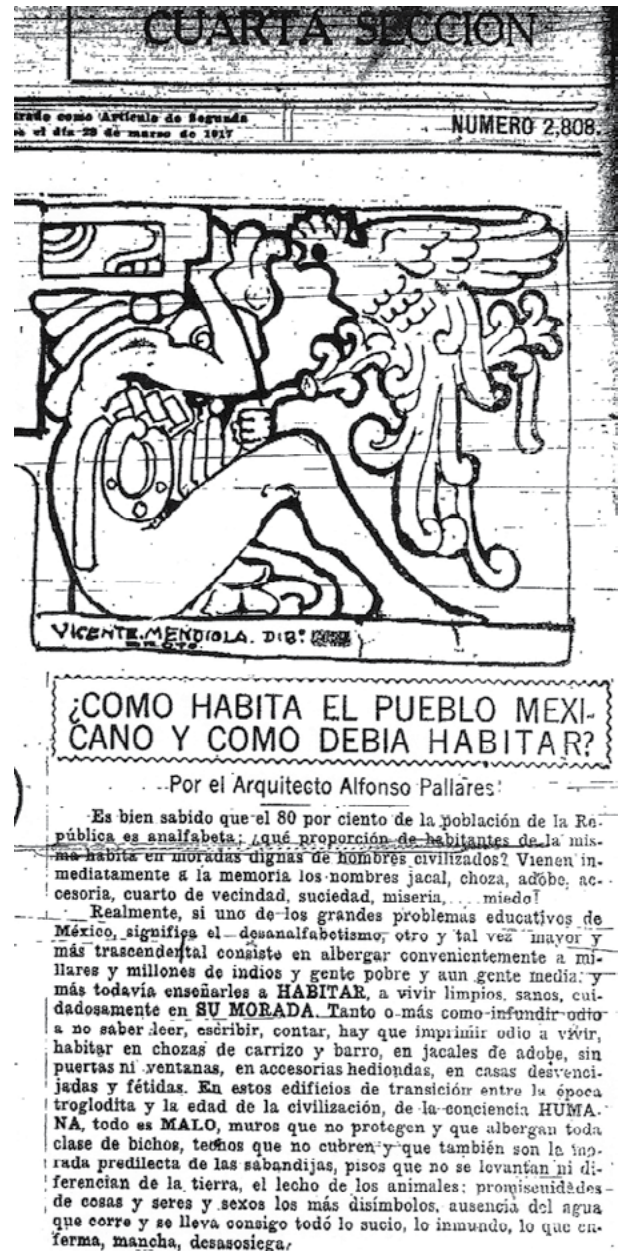 CUARTA SECCION
trado como Artículo de Segunda
el día 28 de marzo de 1917
NUMERO 2,808.
VICENTE. MENDIOLA. DIBº.
¿COMO HABITA EL PUEBLO MEXI-
CANO Y COMO DEBIA HABITAR?
Por el Arquitecto Alfonso Pallares
Es bien sabido que el 80 por ciento de la población de la Re-
pública es analfabeta; ¿qué proporción de habitantes de la mis-
ma habita en moradas dignas de hombres civilizados? Vienen in-
mediatamente a la memoria los nombres jacal, choza, adobe, ac-
cesoria, cuarto de vecindad, suciedad, miseria, ... miedo!
Realmente, si uno de los grandes problemas educativos de
México, significa el desanalfabetismo, otro y tal vez mayor y
más trascendental consiste en albergar convenientemente a mi-
llares y millones de indios y gente pobre y aun gente media; y
más todavía enseñarles a HABITAR, a vivir limpios, sanos, cui-
dadosamente en SU MORADA. Tanto o más como infundir odio
a no saber leer, escribir, contar, hay que imprimir odio a vivir,
habitar en chozas de carrizo y barro, en jacales de adobe, sin
puertas ni ventanas, en accesorias hediondas, en casas desvenci-
jadas y fétidas. En estos edificios de transición entre la época
troglodita y la edad de la civilización, de la conciencia HUMA-
NA, todo es MALO, muros que no protegen y que albergan toda
clase de bichos, techos que no cubren y que también son la mo-
rada predilecta de las sabandijas, pisos que no se levantan ni di-
ferencian de la tierra, el lecho de los animales; promiscuidades
de cosas y seres y sexos los más disímbolos, ausencia del agua
que corre y se lleva consigo todo lo sucio, lo inmundo, lo que en-
ferma, mancha, desasosiega,